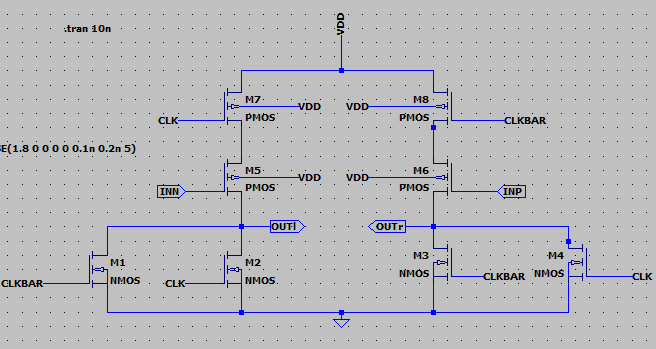 VDD
.tran 10n
M7
VDD
VDD
M8
CLK
PMOS
PMOS
CLKBAR
E(1.8 0 0 0 0 0.1n 0.2n 5)
M5
VDD
VDD
M6
INN
PMOS
PMOS
INP
OUTl
OUTr
M1
M2
M3
M4
CLKBAR
NMOS
CLK
NMOS
NMOS
CLKBAR
NMOS
CLK